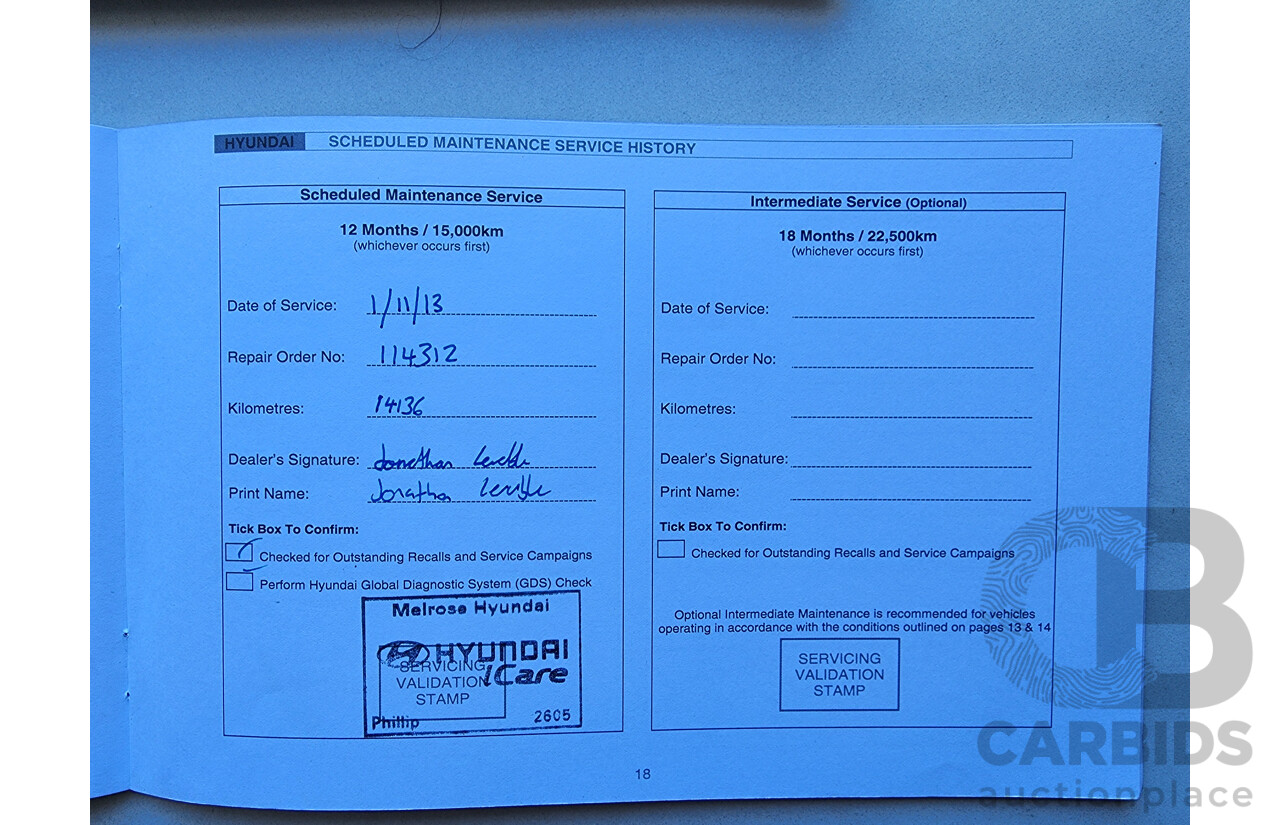 HYUNDAI SCHEDULED MAINTENANCE SERVICE HISTORY
Scheduled Maintenance Service
12 Months / 15,000km
(whichever occurs first)
Date of Service: 1/11/13
Repair Order No: 114312
Kilometres: 14136
Dealer's Signature: Jonathan
Print Name: Jonathan
Tick Box To Confirm:
Checked for Outstanding Recalls and Service Campaigns
Perform Hyundai Global Diagnostic System (GDS) Check
Melrose Hyundai
HYUNDAI
iCare
SERVICING
VALIDATION
STAMP
Phillip 2605
Intermediate Service (Optional)
18 Months / 22,500km
(whichever occurs first)
Date of Service:
Repair Order No:
Kilometres:
Dealer's Signature:
Print Name:
Tick Box To Confirm:
Checked for Outstanding Recalls and Service Campaigns
Optional Intermediate Maintenance is recommended for vehicles
operating in accordance with the conditions outlined on pages 13 & 14
SERVICING
VALIDATION
STAMP
18
CB
CARBIDS
auctionplace